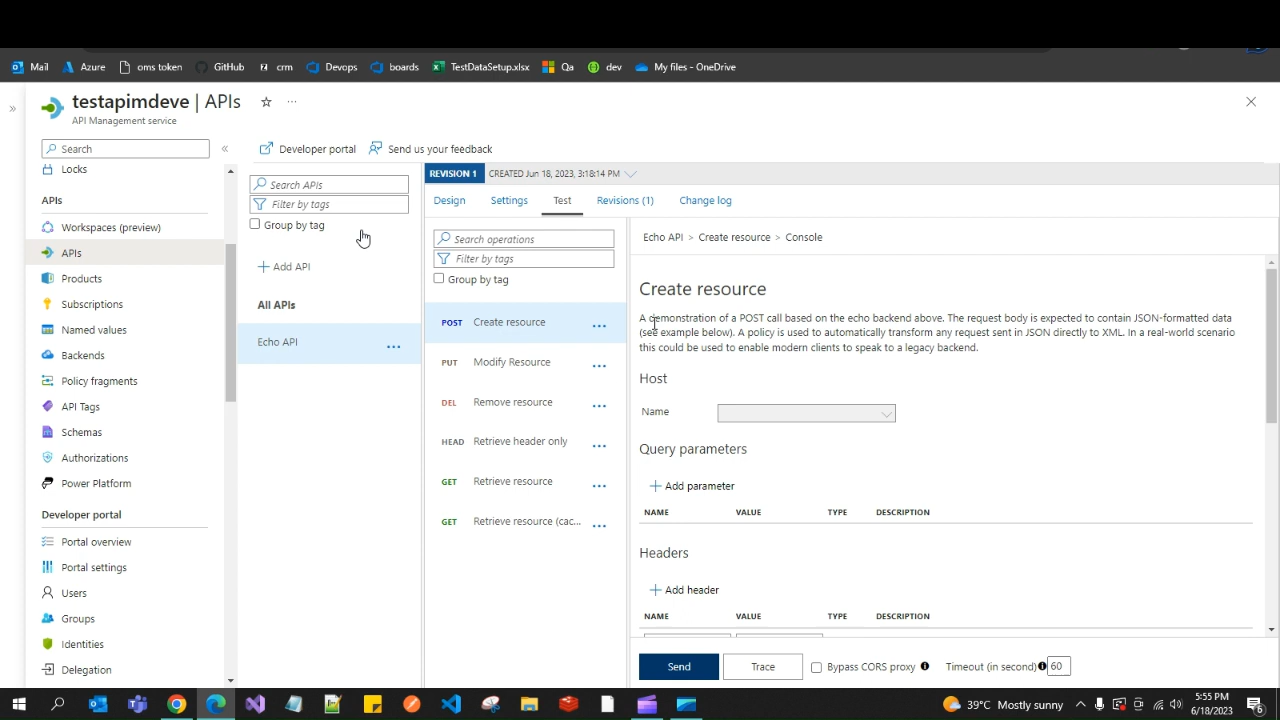 Mail Azure oms token GitHub crm Devops boards TestDataSetup.xlsx Qa dev My files - OneDrive
testapimdeve | APIs
API Management service
Search
Developer portal
Send us your feedback
Locks
APIs
Workspaces (preview)
APIs
Products
Subscriptions
Named values
Backends
Policy fragments
API Tags
Schemas
Authorizations
Power Platform
Developer portal
Portal overview
Portal settings
Users
Groups
Identities
Delegation
Search APIs
Filter by tags
Group by tag
Add API
All APIs
Echo API
REVISION 1 CREATED Jun 18, 2023, 3:18:14 PM
Design Settings Test Revisions (1) Change log
Search operations
Filter by tags
Group by tag
POST Create resource
PUT Modify Resource
DEL Remove resource
HEAD Retrieve header only
GET Retrieve resource
GET Retrieve resource (cac...
Echo API > Create resource > Console
Create resource
A demonstration of a POST call based on the echo backend above. The request body is expected to contain JSON-formatted data
(see example below). A policy is used to automatically transform any request sent in JSON directly to XML. In a real-world scenario
this could be used to enable modern clients to speak to a legacy backend.
Host
Name
Query parameters
Add parameter
NAME VALUE TYPE DESCRIPTION
Headers
Add header
NAME VALUE TYPE DESCRIPTION
Send Trace Bypass CORS proxy Timeout (in second) 60
39°C Mostly sunny
5:55 PM
6/18/2023
6